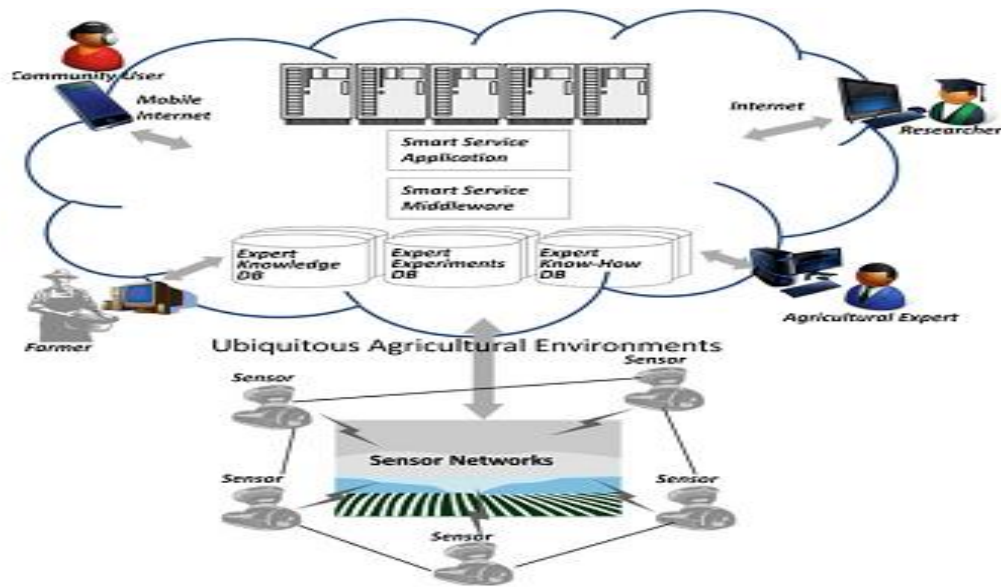 Community User
Mobile
Internet
Internet
Researcher
Smart Service
Application
Smart Service
Middleware
Expert
Knowledge
DB
Expert
Experiments
DB
Expert
Know-How
DB
Farmer
Agricultural Expert
Ubiquitous Agricultural Environments
Sensor
Sensor
Sensor Networks
Sensor
Sensor
Sensor